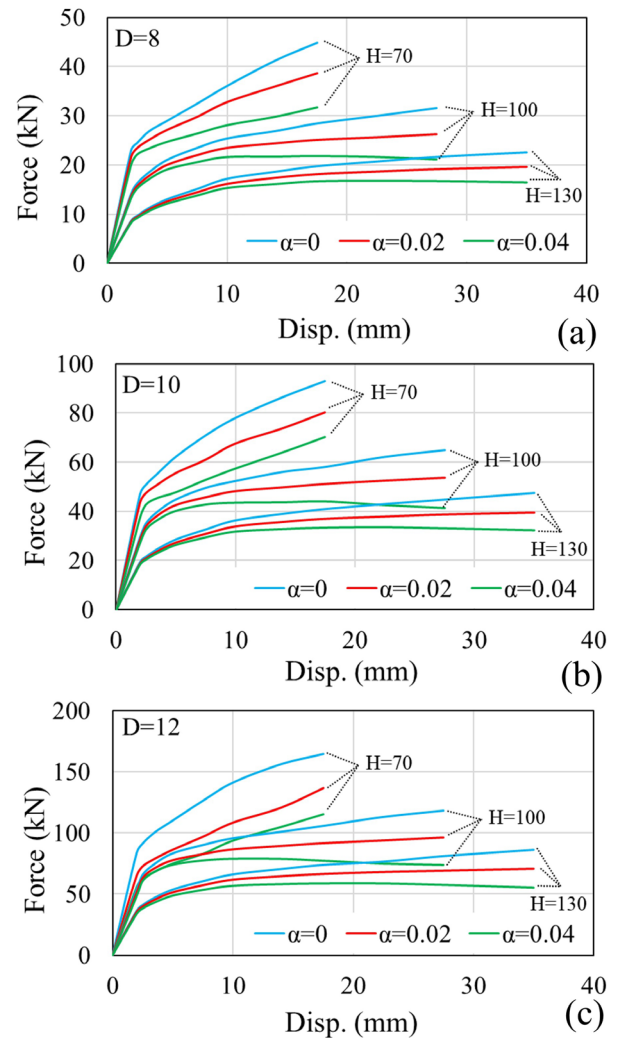 50
D=8
40
H=70
30
H=100
20
H=130
10
α=0 α=0.02 α=0.04
0
Force (kN)
0 10 20 30 40
Disp. (mm)
(a)
100
D=10
80
H=70
60
H=100
40
H=130
20
α=0 α=0.02 α=0.04
0
Force (kN)
0 10 20 30 40
Disp. (mm)
(b)
200
D=12
150
H=70
100
H=100
50
H=130
α=0 α=0.02 α=0.04
0
Force (kN)
0 10 20 30 40
Disp. (mm)
(c)